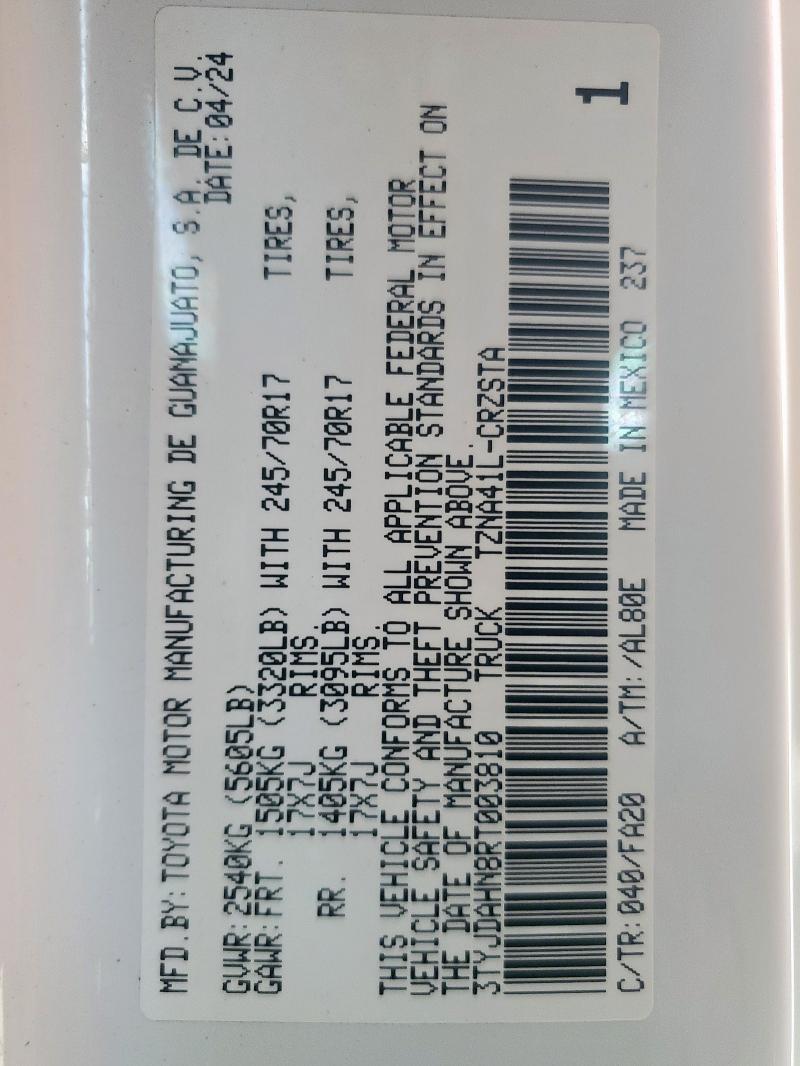 MFD.BY:TOYOTA MOTOR MANUFACTURING DE GUANAJUATO, S.A. DE C.V.
DATE:04/24
GVWR:2540KG (5605LB)
GAWR:FRT. 1505KG (3320LB) WITH 245/70R17 TIRES,
17X7J RIMS.
RR. 1405KG (3095LB) WITH 245/70R17 TIRES,
17X7J RIMS.
THIS VEHICLE CONFORMS TO ALL APPLICABLE FEDERAL MOTOR
VEHICLE SAFETY AND THEFT PREVENTION STANDARDS IN EFFECT ON
THE DATE OF MANUFACTURE SHOWN ABOVE.
3TYJDAHN8RT003810 TRUCK TZNA41L-CRZSTA
1
C/TR:040/FA20 A/TM:/AL80E MADE IN MEXICO 237